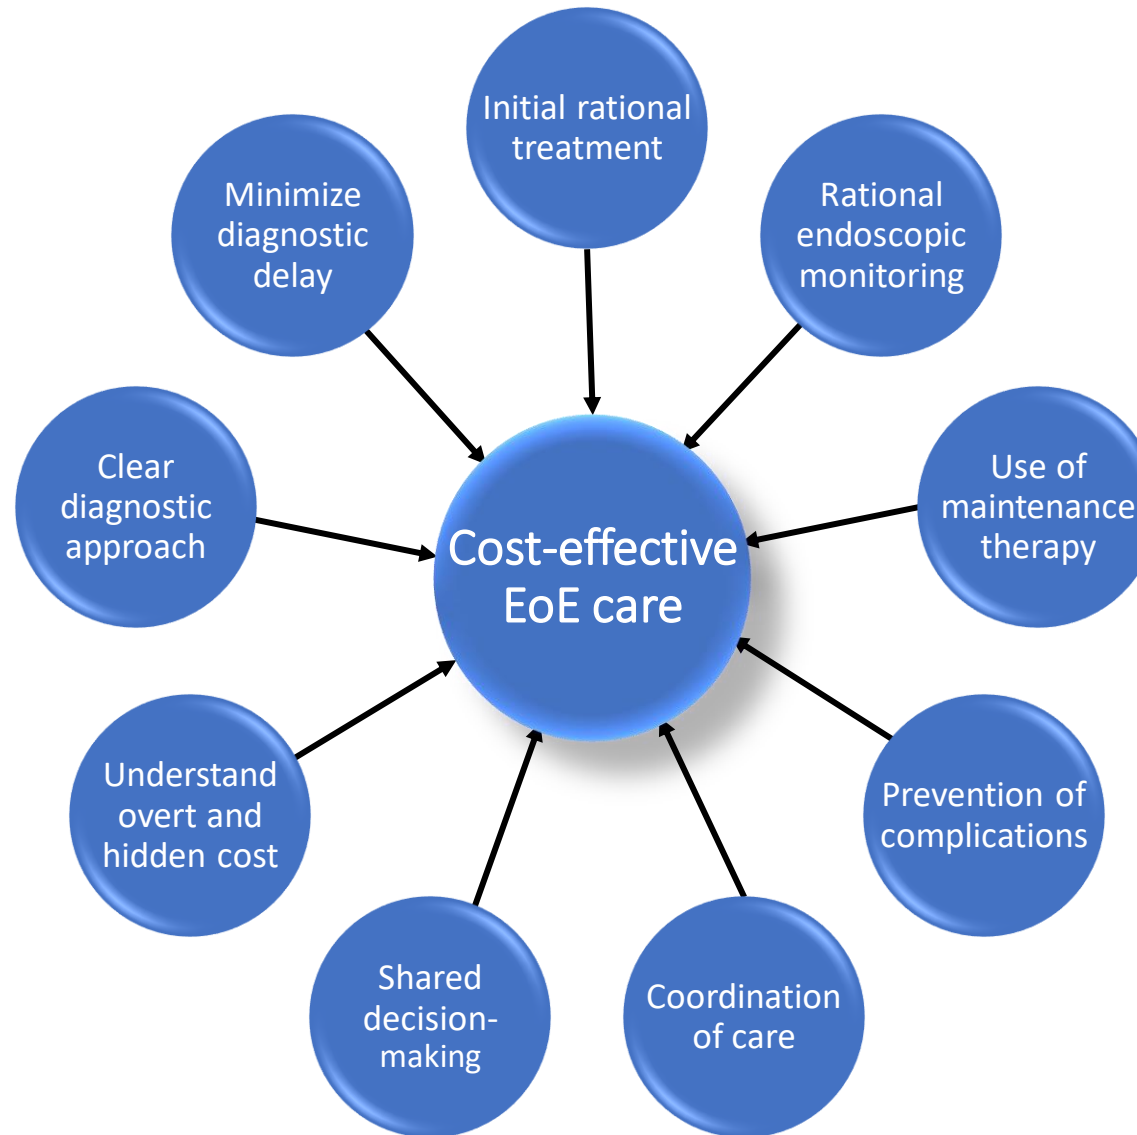 Initial rational
treatment
Rational
endoscopic
monitoring
Use of
maintenance
therapy
Prevention of
complications
Coordination
of care
Shared
decision-
making
Understand
overt and
hidden cost
Clear
diagnostic
approach
Minimize
diagnostic
delay
Cost-effective
EoE care